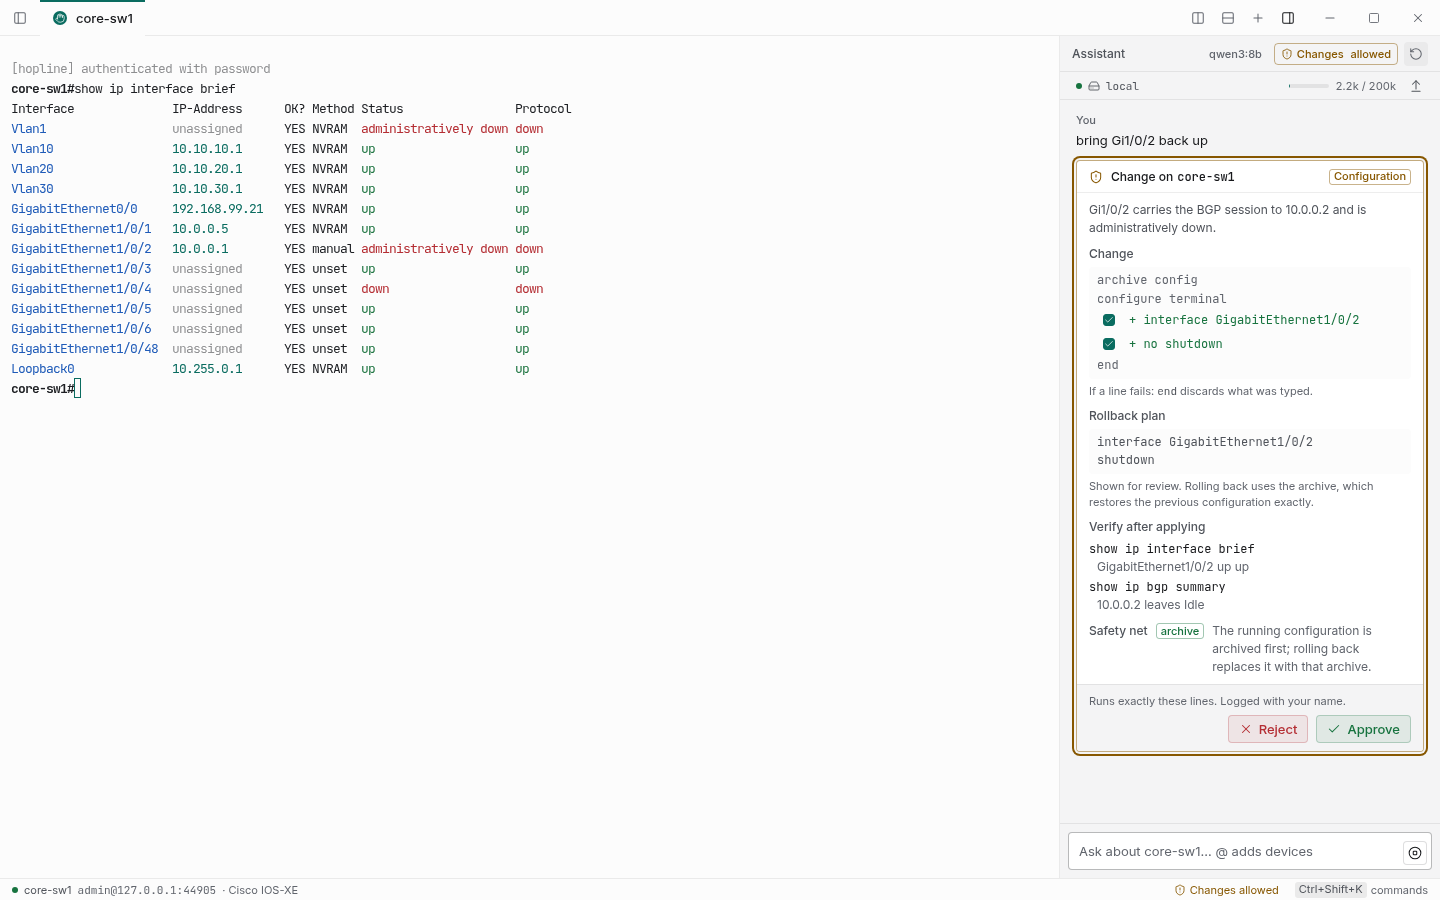 core-sw1
[hopline] authenticated with password
core-sw1#show ip interface brief
Interface IP-Address OK? Method Status Protocol
Vlan1 unassigned YES NVRAM administratively down down
Vlan10 10.10.10.1 YES NVRAM up up
Vlan20 10.10.20.1 YES NVRAM up up
Vlan30 10.10.30.1 YES NVRAM up up
GigabitEthernet0/0 192.168.99.21 YES NVRAM up up
GigabitEthernet1/0/1 10.0.0.5 YES NVRAM up up
GigabitEthernet1/0/2 10.0.0.1 YES manual administratively down down
GigabitEthernet1/0/3 unassigned YES unset up up
GigabitEthernet1/0/4 unassigned YES unset down down
GigabitEthernet1/0/5 unassigned YES unset up up
GigabitEthernet1/0/6 unassigned YES unset up up
GigabitEthernet1/0/48 unassigned YES unset up up
Loopback0 10.255.0.1 YES NVRAM up up
core-sw1#
Assistant qwen3:8b Changes allowed
local 2.2k / 200k
You
bring Gi1/0/2 back up
Change on core-sw1 Configuration
Gi1/0/2 carries the BGP session to 10.0.0.2 and is
administratively down.
Change
archive config
configure terminal
+ interface GigabitEthernet1/0/2
+ no shutdown
end
If a line fails: end discards what was typed.
Rollback plan
interface GigabitEthernet1/0/2
shutdown
Shown for review. Rolling back uses the archive, which
restores the previous configuration exactly.
Verify after applying
show ip interface brief
GigabitEthernet1/0/2 up up
show ip bgp summary
10.0.0.2 leaves Idle
Safety net archive The running configuration is
archived first; rolling back
replaces it with that archive.
Runs exactly these lines. Logged with your name.
Reject Approve
Ask about core-sw1... @ adds devices
core-sw1 admin@127.0.0.1:44905 · Cisco IOS-XE
Changes allowed Ctrl+Shift+K commands